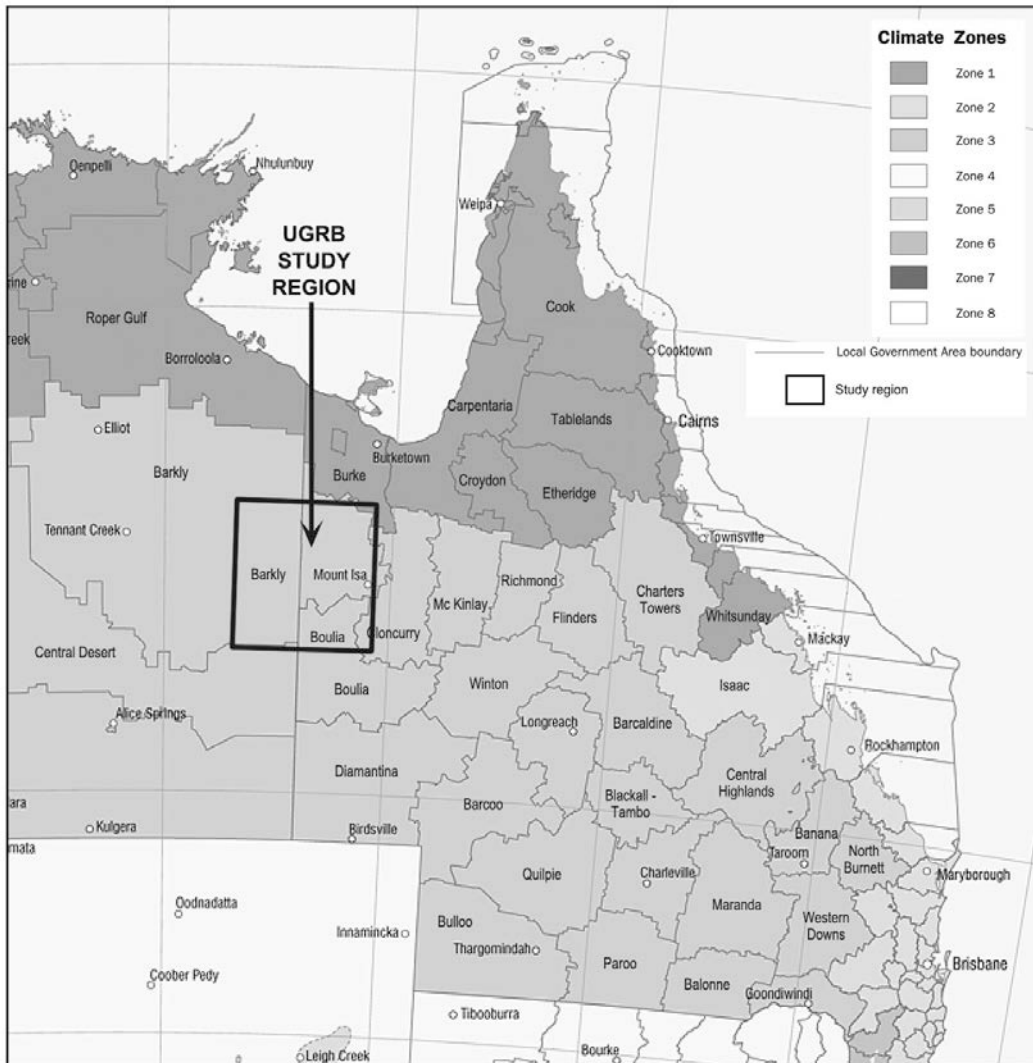 Climate Zones
Zone 1
Zone 2
Zone 3
Zone 4
Zone 5
Zone 6
Zone 7
Zone 8
Local Government Area boundary
Study region
Oenpelli
Nhulunbuy
Weipa
UGRB
STUDY
REGION
rine
Cook
Roper Gulf
reek
Borroloola
Cooktown
Carpentaria
Tablelands
Cairns
Elliot
Burketown
Barkly
Burke
Croydon
Etheridge
Tennant Creek
Townsville
Barkly
Mount Isa
Richmond
Charters
Towers
Mc Kinlay
Flinders
Whitsunday
Boulia
Cloncurry
Mackay
Central Desert
Boulia
Winton
Isaac
Alice Springs
Longreach
Barcaldine
Rockhampton
Diamantina
Central
Highlands
Barcoo
Blackall -
Tambo
ara
Kulgera
Birdsville
Banana
mata
Taroom
North
Burnett
Quilpie
Charleville
Maryborough
Maranda
Oodnadatta
Bulloo
Western
Downs
Innamincka
Thargomindah
Paroo
Brisbane
Coober Pedy
Balonne
Goondiwindi
Tibooburra
Bourke
Leigh Creek